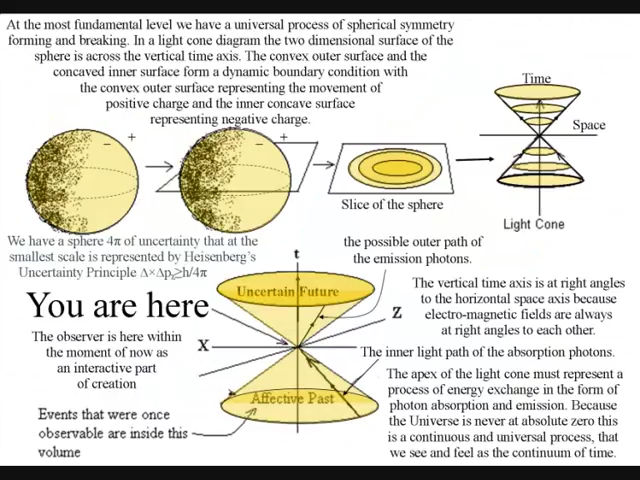 At the most fundamental level we have a universal process of spherical symmetry
forming and breaking. In a light cone diagram the two dimensional surface of the
sphere is across the vertical time axis. The convex outer surface and the
concaved inner surface form a dynamic boundary condition with
the convex outer surface representing the movement of
positive charge and the inner concave surface
representing negative charge.
− +
− +
Slice of the sphere
Time
Space
Light Cone
We have a sphere 4π of uncertainty that at the
smallest scale is represented by Heisenberg's
Uncertainty Principle Δ×Δpₓ≥h/4π
You are here
The observer is here within
the moment of now as
an interactive part
of creation
Events that were once
observable are inside this
volume
t
Uncertain Future
X
Z
Affective Past
the possible outer path of
the emission photons.
The vertical time axis is at right angles
to the horizontal space axis because
electro-magnetic fields are always
at right angles to each other.
The inner light path of the absorption photons.
The apex of the light cone must represent a
process of energy exchange in the form of
photon absorption and emission. Because
the Universe is never at absolute zero this
is a continuous and universal process, that
we see and feel as the continuum of time.